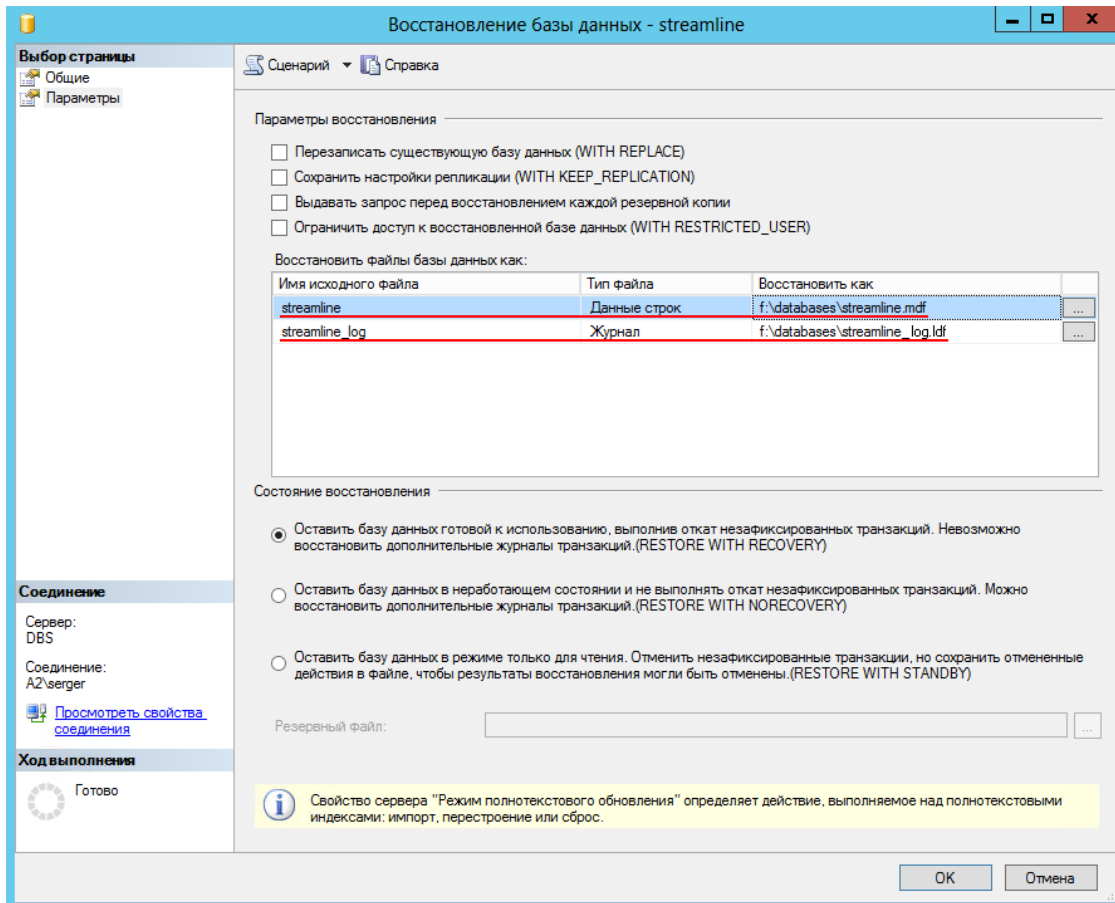 Восстановление базы данных - streamline
Выбор страницы
Общие
Параметры
Сценарий
Справка
Параметры восстановления
Перезаписать существующую базу данных (WITH REPLACE)
Сохранить настройки репликации (WITH KEEP_REPLICATION)
Выдавать запрос перед восстановлением каждой резервной копии
Ограничить доступ к восстановленной базе данных (WITH RESTRICTED_USER)
Восстановить файлы базы данных как:
Имя исходного файла Тип файла Восстановить как
streamline Данные строк f:\databases\streamline.mdf ...
streamline_log Журнал f:\databases\streamline_log.ldf ...
Состояние восстановления
Оставить базу данных готовой к использованию, выполнив откат незафиксированных транзакций. Невозможно
восстановить дополнительные журналы транзакций.(RESTORE WITH RECOVERY)
Оставить базу данных в неработающем состоянии и не выполнять откат незафиксированных транзакций. Можно
восстановить дополнительные журналы транзакций.(RESTORE WITH NORECOVERY)
Оставить базу данных в режиме только для чтения. Отменить незафиксированные транзакции, но сохранить отмененные
действия в файле, чтобы результаты восстановления могли быть отменены.(RESTORE WITH STANDBY)
Резервный файл: ...
Соединение
Сервер:
DBS
Соединение:
A2\serger
Просмотреть свойства
соединения
Ход выполнения
Готово
Свойство сервера "Режим полнотекстового обновления" определяет действие, выполняемое над полнотекстовыми
индексами: импорт, перестроение или сброс.
OK
Отмена